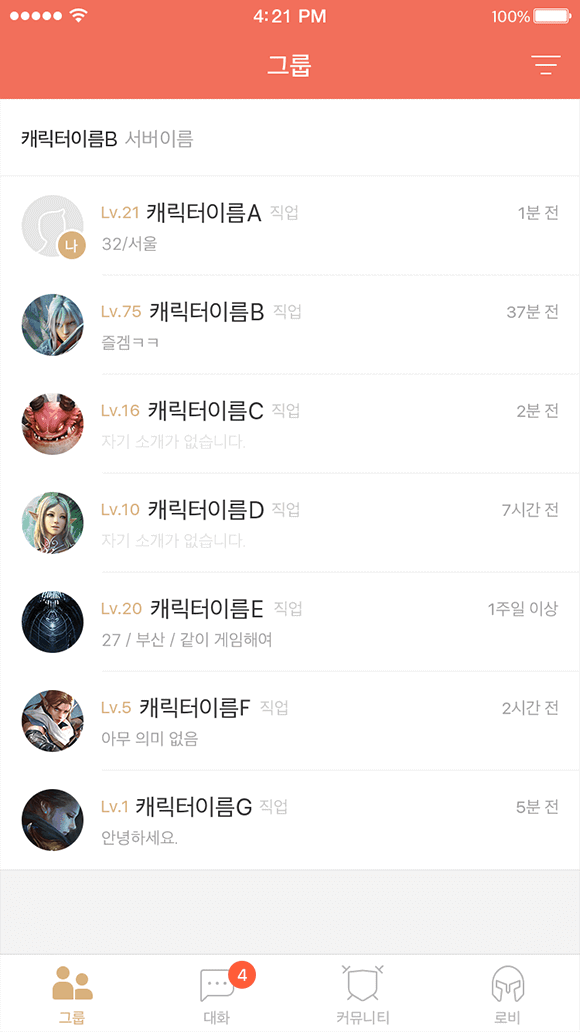 4:21 PM 100%
그룹
캐릭터이름B 서버이름
Lv.21 캐릭터이름A 직업 1분 전
나
32/서울
Lv.75 캐릭터이름B 직업 37분 전
즐겜ㅋㅋ
Lv.16 캐릭터이름C 직업 2분 전
자기 소개가 없습니다.
Lv.10 캐릭터이름D 직업 7시간 전
자기 소개가 없습니다.
Lv.20 캐릭터이름E 직업 1주일 이상
27 / 부산 / 같이 게임해여
Lv.5 캐릭터이름F 직업 2시간 전
아무 의미 없음
Lv.1 캐릭터이름G 직업 5분 전
안녕하세요.
4
그룹 대화 커뮤니티 로비